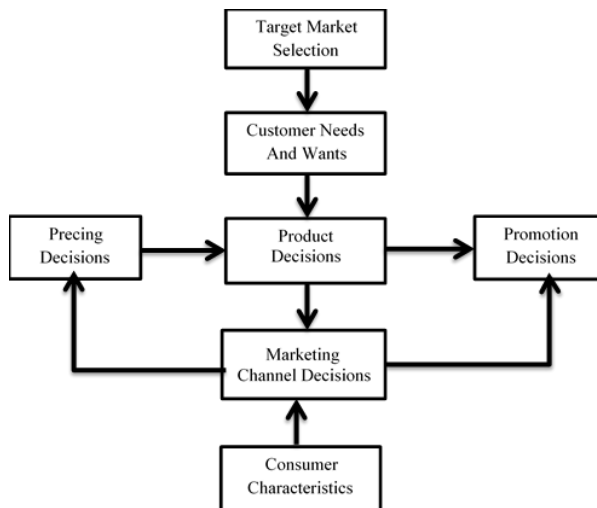 Target Market
Selection
Customer Needs
And Wants
Precing
Decisions
Product
Decisions
Promotion
Decisions
Marketing
Channel Decisions
Consumer
Characteristics